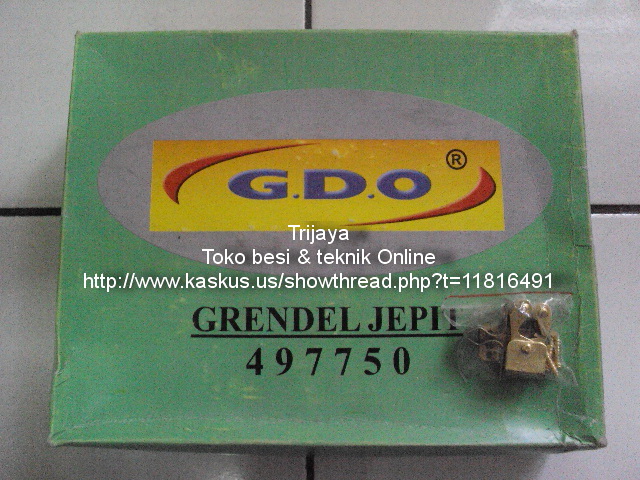 G.D.O ®
Trijaya
Toko besi & teknik Online
http://www.kaskus.us/showthread.php?t=11816491
GRENDEL JEPIT
497750